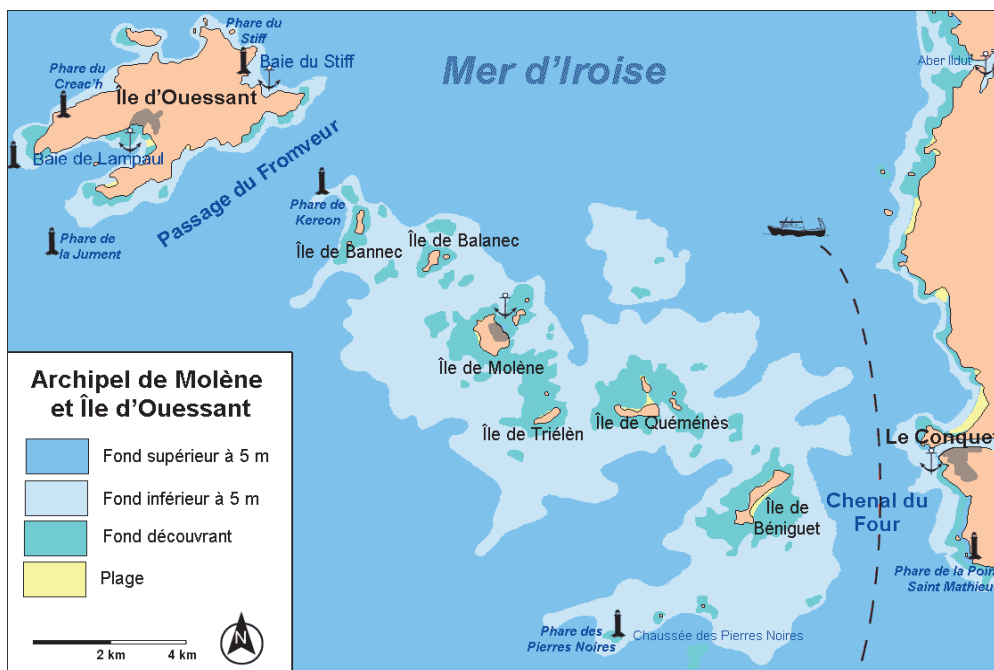 Phare du
Stiff
Baie du Stiff
Phare du
Creac'h
Île d'Ouessant
Mer d'Iroise
Aber Ildut
Baie de Lampaul
Passage du Fromveur
Phare de
Kereon
Phare de
la Jument
Île de Bannec
Île de Balanec
Île de Molène
Île de Triélèn
Île de Quéménès
Le Conquet
Île de
Béniguet
Chenal du
Four
Phare de la Poin
Saint Mathieu
Phare des
Pierres Noires
Chaussée des Pierres Noires
Archipel de Molène
et Île d'Ouessant
Fond supérieur à 5 m
Fond inférieur à 5 m
Fond découvrant
Plage
2 km
4 km
N